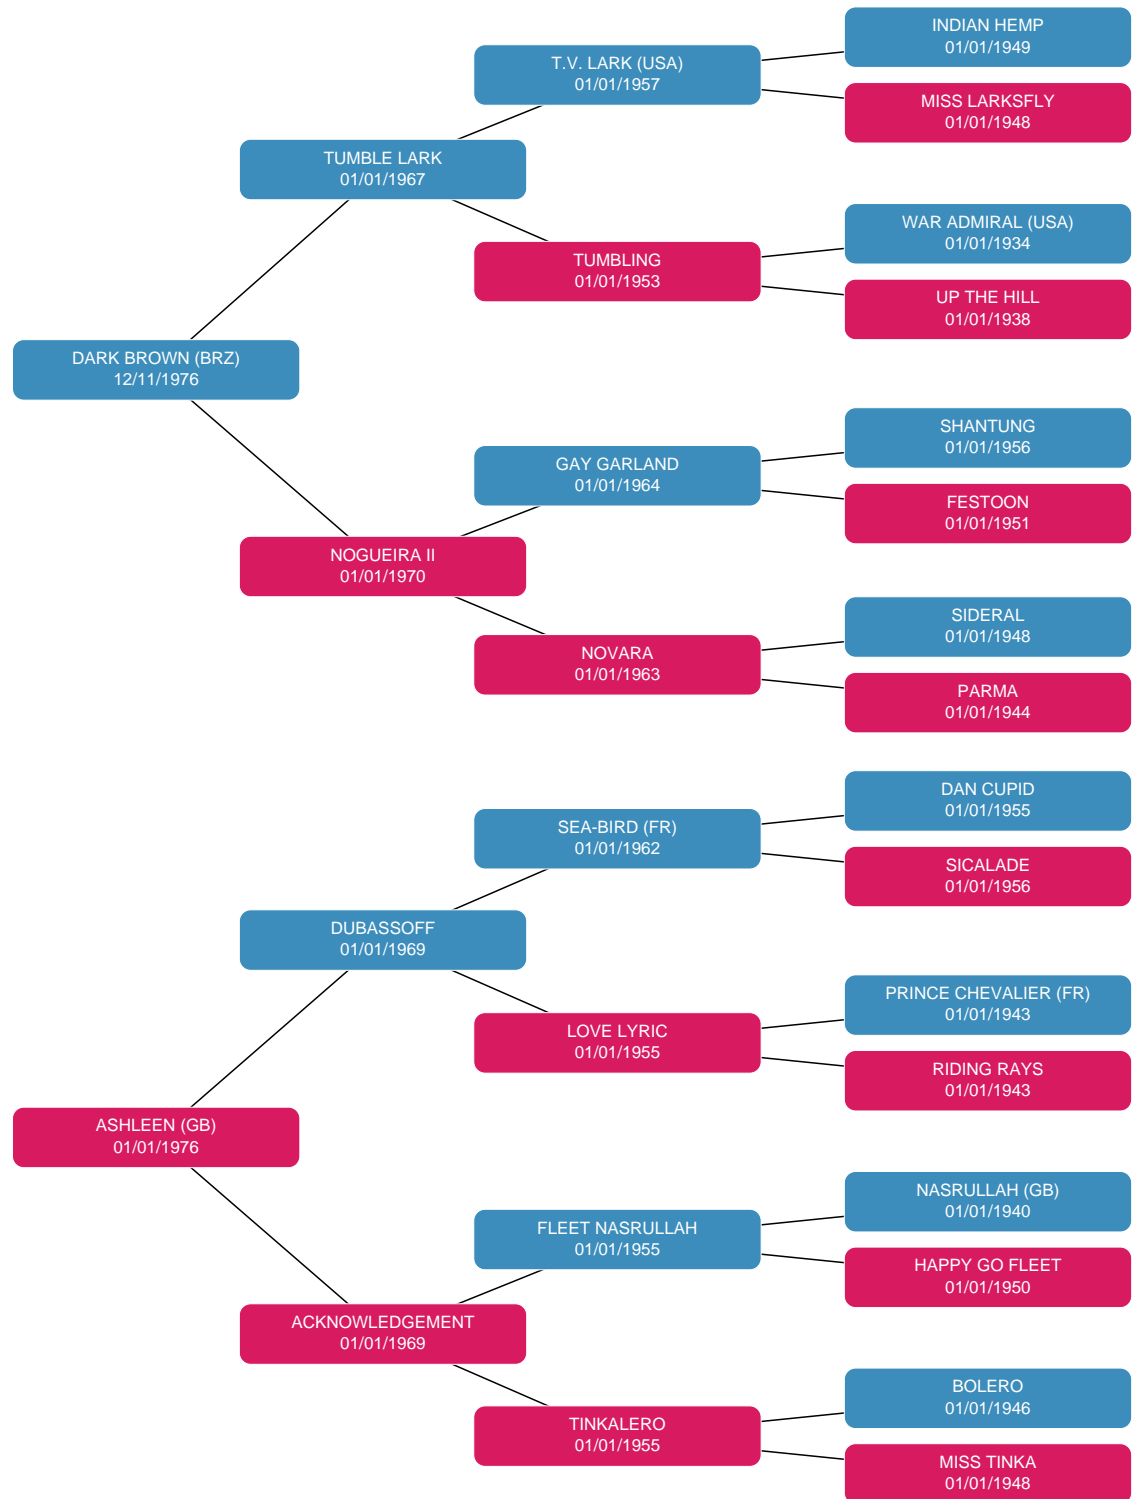 INDIAN HEMP
01/01/1949
T.V. LARK (USA)
01/01/1957
MISS LARKSFLY
01/01/1948
TUMBLE LARK
01/01/1967
WAR ADMIRAL (USA)
01/01/1934
TUMBLING
01/01/1953
UP THE HILL
01/01/1938
DARK BROWN (BRZ)
12/11/1976
SHANTUNG
01/01/1956
GAY GARLAND
01/01/1964
FESTOON
01/01/1951
NOGUEIRA II
01/01/1970
SIDERAL
01/01/1948
NOVARA
01/01/1963
PARMA
01/01/1944
DAN CUPID
01/01/1955
SEA-BIRD (FR)
01/01/1962
SICALADE
01/01/1956
DUBASSOFF
01/01/1969
PRINCE CHEVALIER (FR)
01/01/1943
LOVE LYRIC
01/01/1955
RIDING RAYS
01/01/1943
ASHLEEN (GB)
01/01/1976
NASRULLAH (GB)
01/01/1940
FLEET NASRULLAH
01/01/1955
HAPPY GO FLEET
01/01/1950
ACKNOWLEDGEMENT
01/01/1969
BOLERO
01/01/1946
TINKALERO
01/01/1955
MISS TINKA
01/01/1948